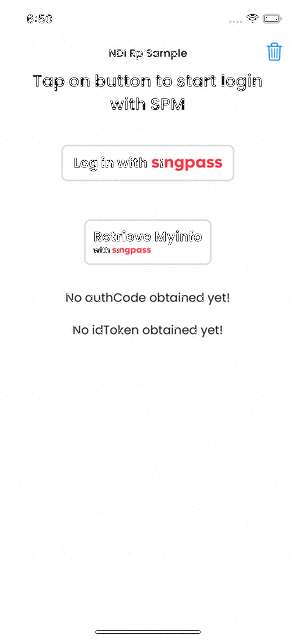 6:50
NDI Rp Sample
Tap on button to start login
with SPM
Log in with singpass
Retrieve Myinfo
with singpass
No authCode obtained yet!
No idToken obtained yet!